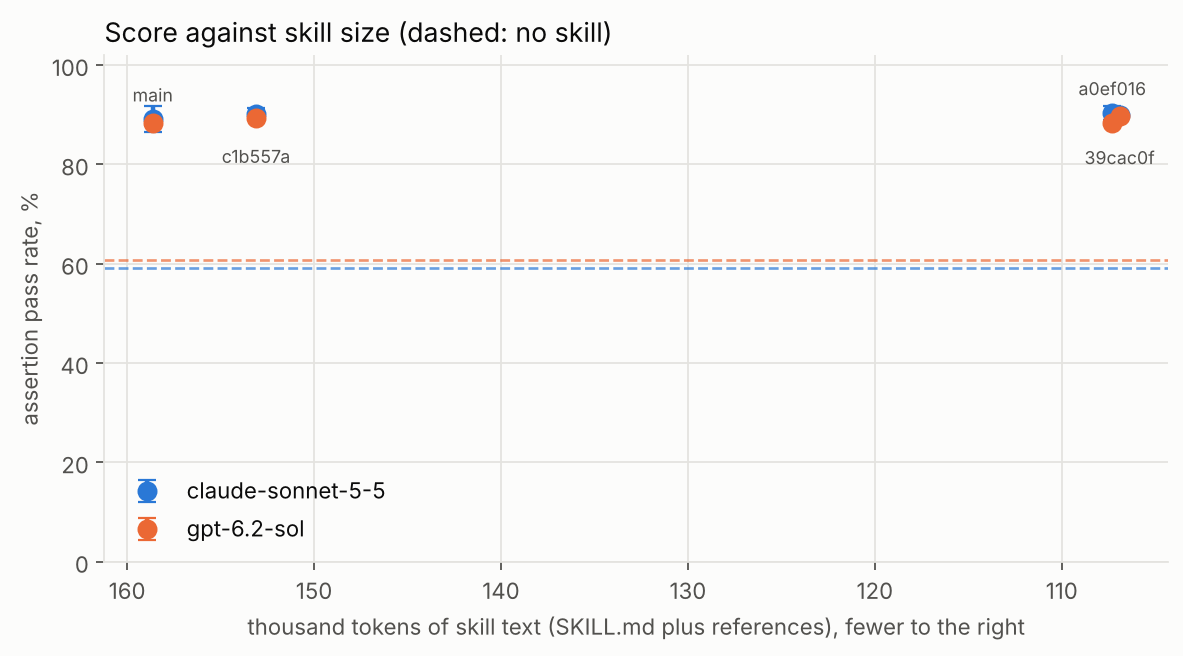 Score against skill size (dashed: no skill)
100
80
60
40
20
0
assertion pass rate, %
main
c1b557a
a0ef016
39cac0f
claude-sonnet-5-5
gpt-6.2-sol
160
150
140
130
120
110
thousand tokens of skill text (SKILL.md plus references), fewer to the right